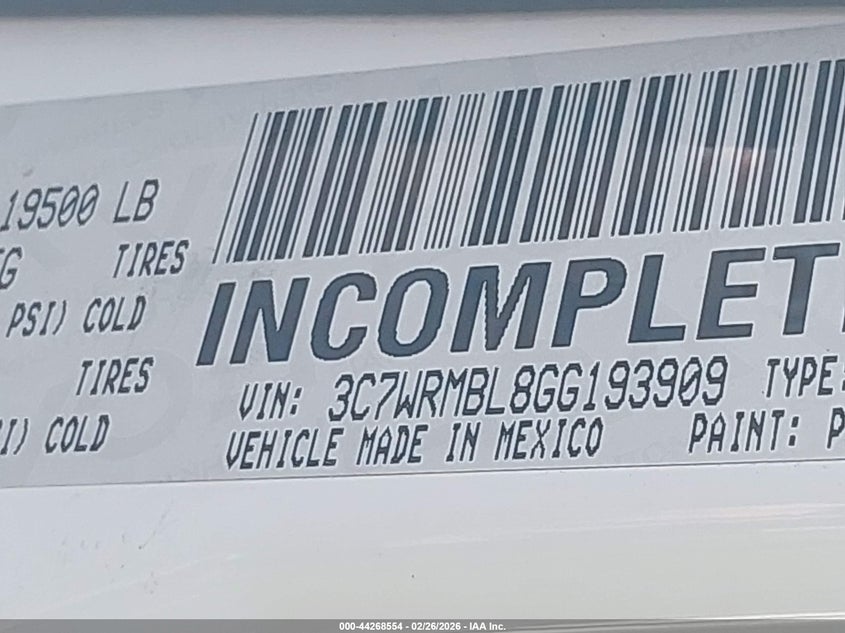 19500 LB
G TIRES
PSI) COLD
TIRES
I) COLD
INCOMPLET
VIN: 3C7WRMBL8GG193909 TYPE:
VEHICLE MADE IN MEXICO PAINT: P
000-44268554 - 02/26/2026 - IAA Inc.